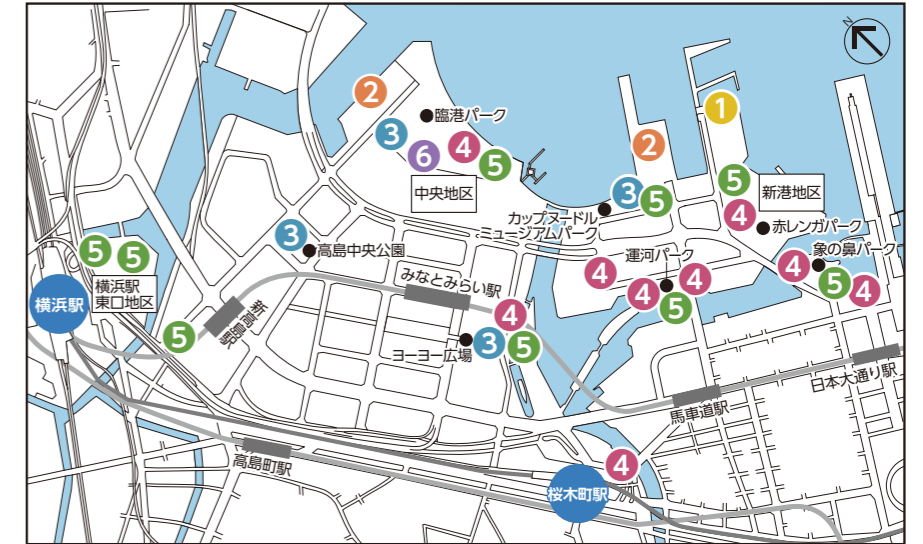 N
2
臨港パーク
1
3
6
4
5
2
中央地区
3
5
カップヌードル
ミュージアムパーク
5
新港地区
4
赤レンガパーク
3
高島中央公園
5
5
横浜駅
東口地区
横浜駅
5
新高島駅
みなとみらい駅
4
運河パーク
4
4
5
象の鼻パーク
4
5
4
4
ヨーヨー広場
3
5
日本大通り駅
馬車道駅
高島町駅
4
桜木町駅